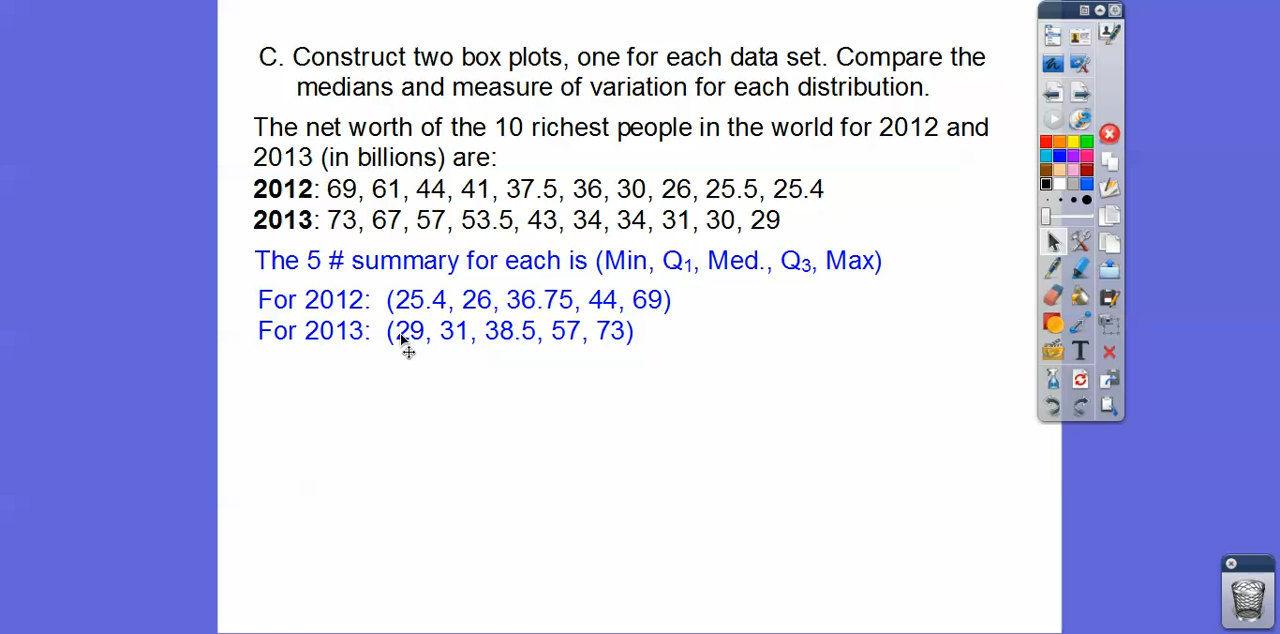 C. Construct two box plots, one for each data set. Compare the
medians and measure of variation for each distribution.
The net worth of the 10 richest people in the world for 2012 and
2013 (in billions) are:
2012: 69, 61, 44, 41, 37.5, 36, 30, 26, 25.5, 25.4
2013: 73, 67, 57, 53.5, 43, 34, 34, 31, 30, 29
The 5 # summary for each is (Min, Q₁, Med., Q₃, Max)
For 2012: (25.4, 26, 36.75, 44, 69)
For 2013: (29, 31, 38.5, 57, 73)
T